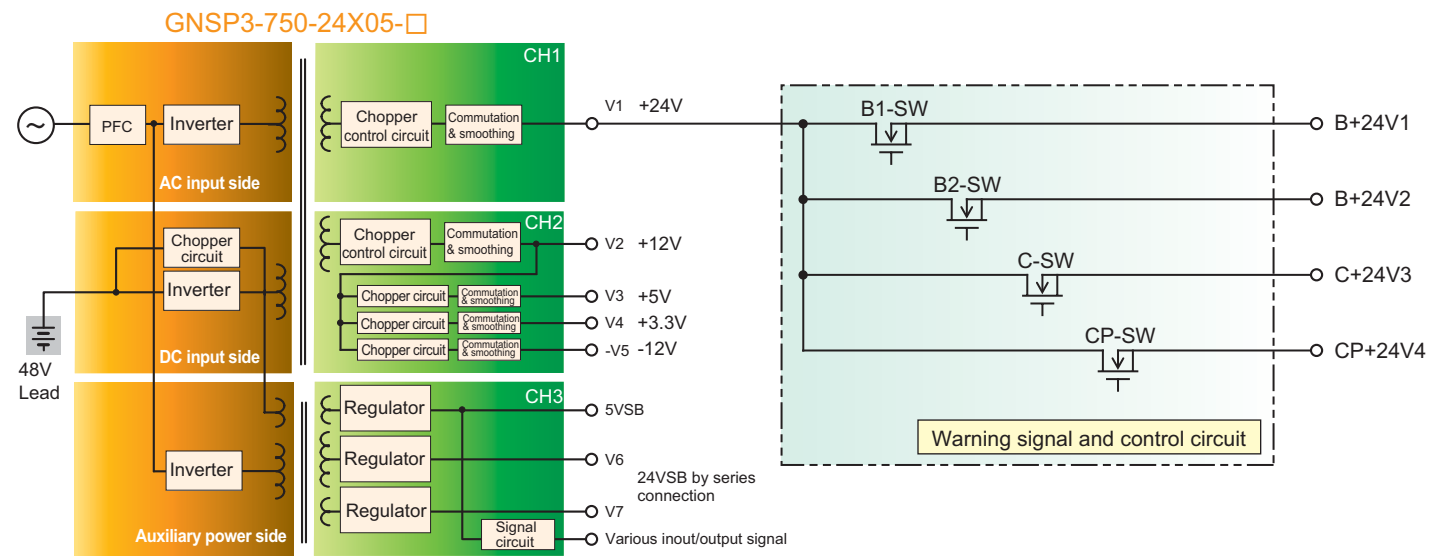 GNSP3-750-24X05-□
CH1
PFC
Inverter
AC input side
Chopper
control circuit
Commutation
& smoothing
V1 +24V
B1-SW
B+24V1
B2-SW
B+24V2
C-SW
C+24V3
CP-SW
CP+24V4
Warning signal and control circuit
CH2
Chopper
circuit
Inverter
DC input side
48V
Lead
Chopper
control circuit
Commutation
& smoothing
V2 +12V
Chopper circuit
Commutation
& smoothing
V3 +5V
Chopper circuit
Commutation
& smoothing
V4 +3.3V
Chopper circuit
Commutation
& smoothing
-V5 -12V
CH3
Inverter
Auxiliary power side
Regulator
5VSB
Regulator
V6
24VSB by series
connection
Regulator
V7
Signal
circuit
Various inout/output signal